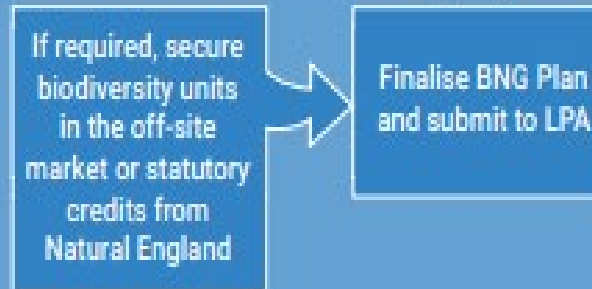 If required, secure
biodiversity units
in the off-site
market or statutory
credits from
Natural England
Finalise BNG Plan
and submit to LPA